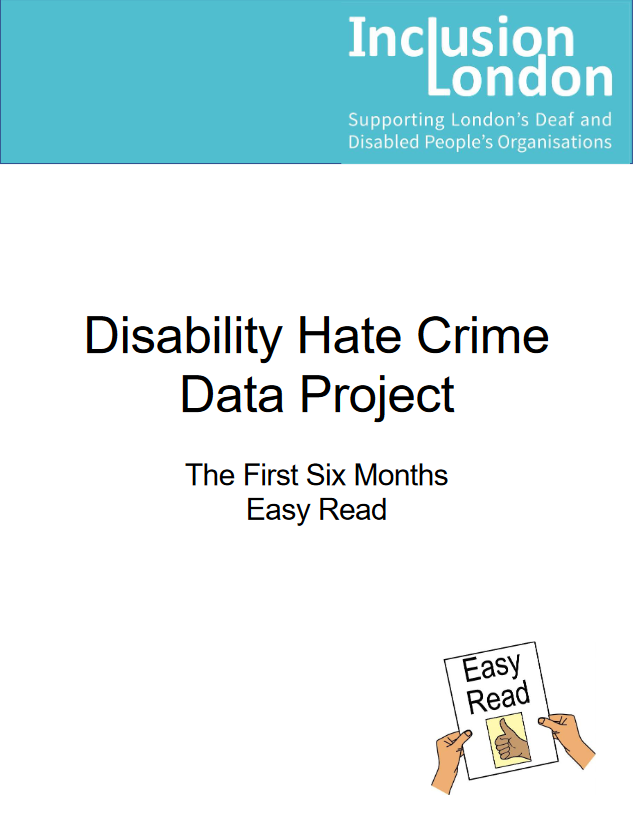 Inclusion
London
Supporting London's Deaf and
Disabled People's Organisations
Disability Hate Crime
Data Project
The First Six Months
Easy Read
Easy
Read